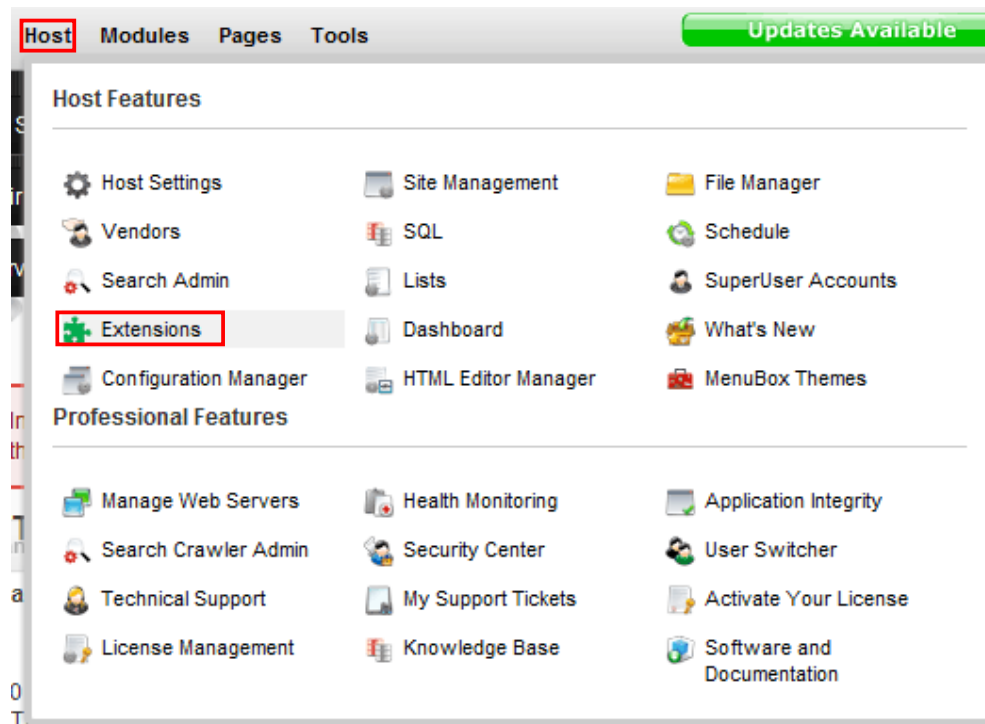 Host Modules Pages Tools Updates Available
Host Features
Host Settings Site Management File Manager
Vendors SQL Schedule
Search Admin Lists SuperUser Accounts
Extensions Dashboard What's New
Configuration Manager HTML Editor Manager MenuBox Themes
Professional Features
Manage Web Servers Health Monitoring Application Integrity
Search Crawler Admin Security Center User Switcher
Technical Support My Support Tickets Activate Your License
License Management Knowledge Base Software and
Documentation